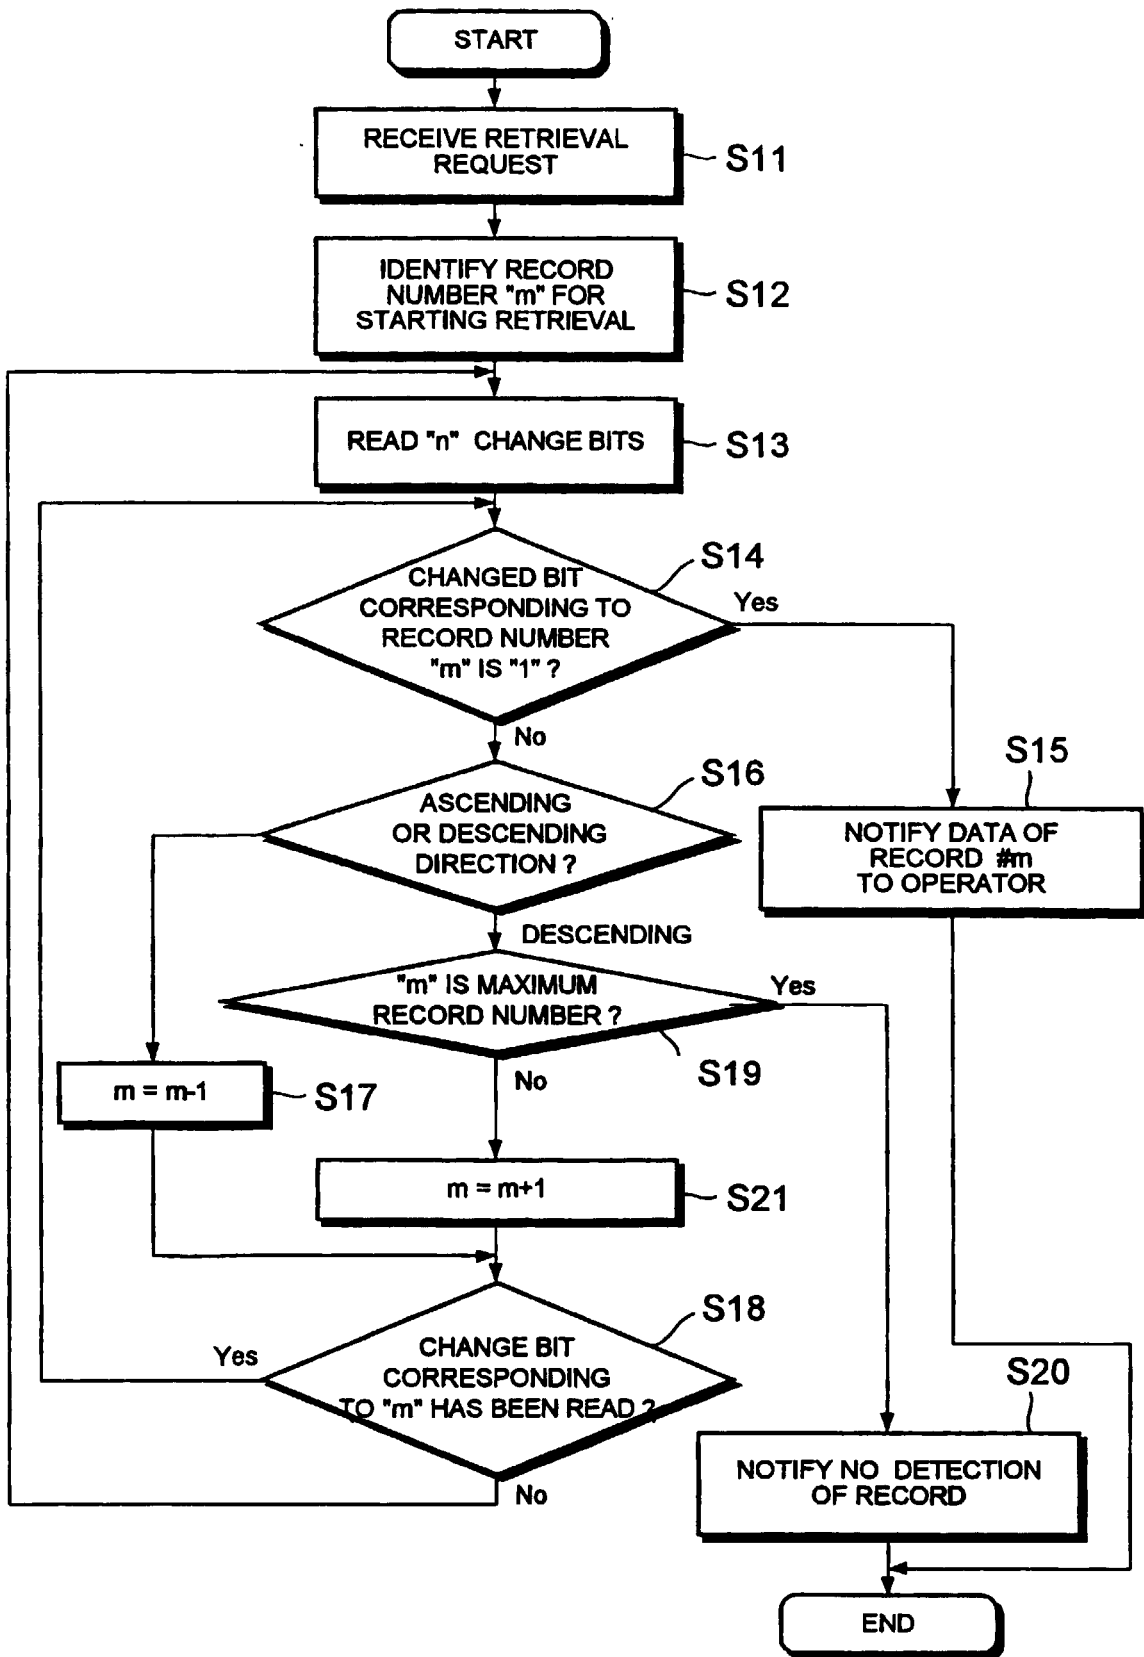 START
RECEIVE RETRIEVAL
REQUEST
S11
IDENTIFY RECORD
NUMBER "m" FOR
STARTING RETRIEVAL
S12
READ "n" CHANGE BITS
S13
CHANGED BIT
CORRESPONDING TO
RECORD NUMBER
"m" IS "1" ?
S14
Yes
No
ASCENDING
OR DESCENDING
DIRECTION ?
S16
S15
NOTIFY DATA OF
RECORD #m
TO OPERATOR
DESCENDING
"m" IS MAXIMUM
RECORD NUMBER ?
Yes
S19
No
m = m-1
S17
m = m+1
S21
CHANGE BIT
CORRESPONDING
TO "m" HAS BEEN READ ?
S18
Yes
No
S20
NOTIFY NO DETECTION
OF RECORD
END